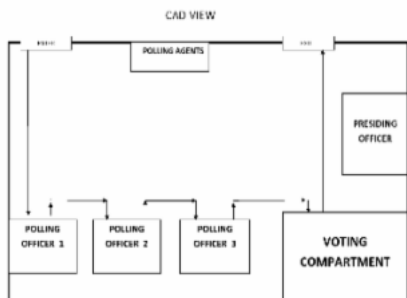 CAD VIEW
POLLING AGENTS
PRESIDING
OFFICER
POLLING
OFFICER 1
POLLING
OFFICER 2
POLLING
OFFICER 3
VOTING
COMPARTMENT